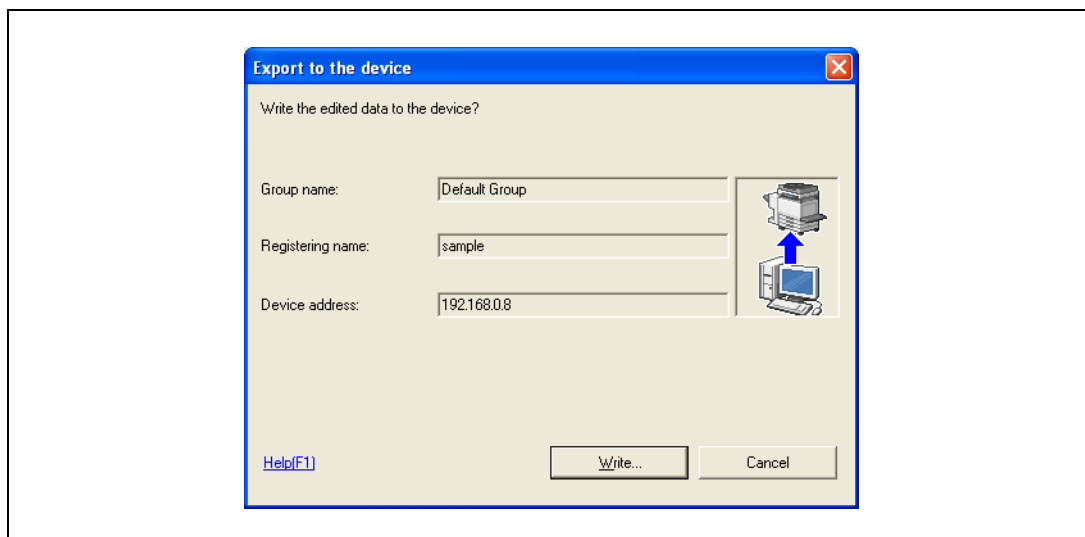 Export to the device
Write the edited data to the device?
Group name: Default Group
Registering name: sample
Device address: 192.168.0.8
Help(F1) Write... Cancel